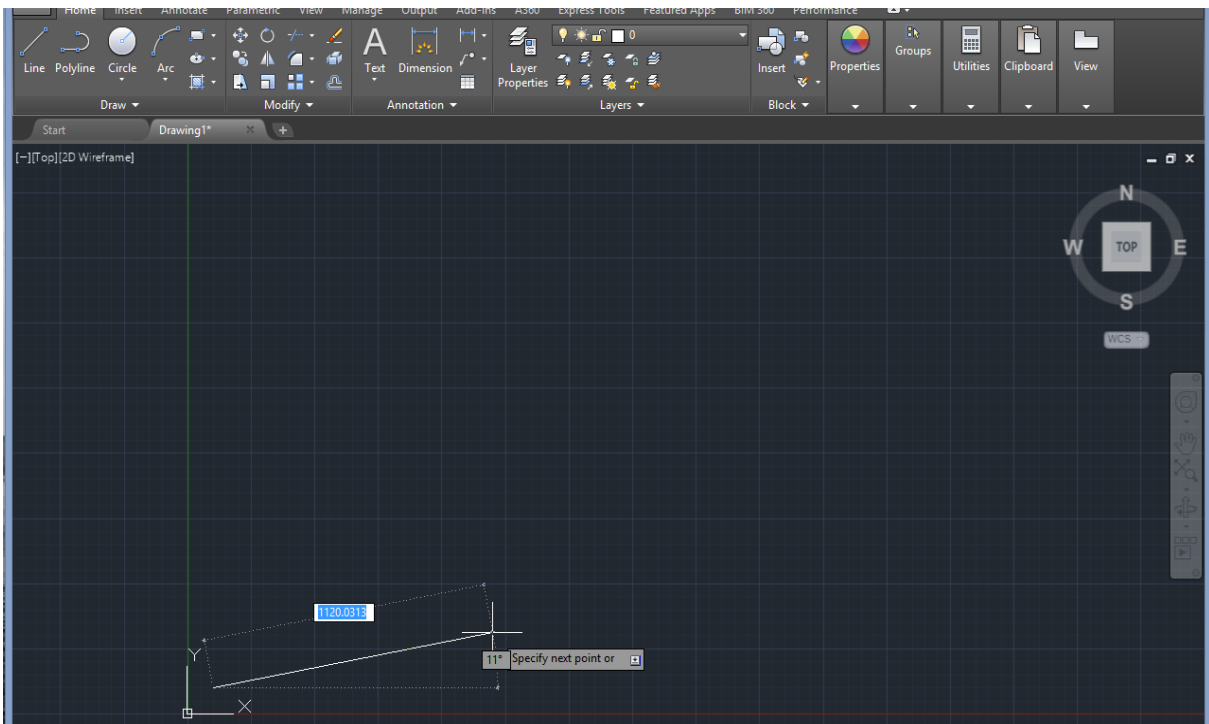 Home Insert Annotate Parametric View Manage Output Add-ins A360 Express Tools Featured Apps BIM 360 Performance
0
Line Polyline Circle Arc
Text Dimension
Layer Properties
Insert
Properties
Groups
Utilities
Clipboard
View
Draw Modify Annotation Layers Block
Start Drawing1* × +
[−][Top][2D Wireframe]
N
W TOP E
S
WCS
1120.0313
11° Specify next point or
Y
X